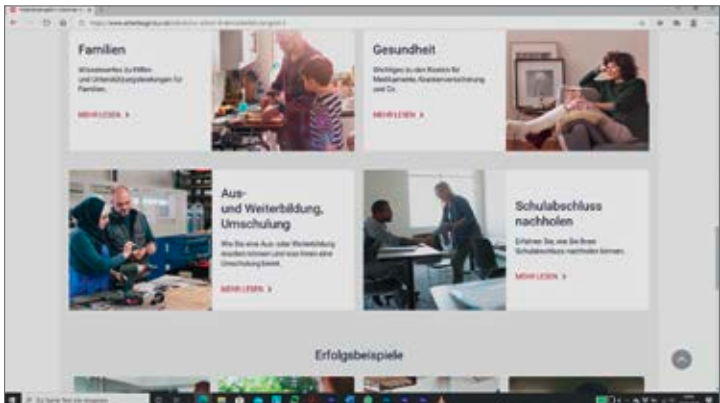 Familien
Wissenswertes zu Hilfen
und Unterstützungsleistungen für
Familien.
MEHR LESEN
Gesundheit
Wichtiges zu den Kosten für
Medikamente, Krankenversicherung
und Co.
MEHR LESEN
Aus-
und Weiterbildung,
Umschulung
Wie Sie eine Aus- oder Weiterbildung
machen können und was Ihnen eine
Umschulung bietet.
MEHR LESEN
Schulabschluss
nachholen
Erfahren Sie, wie Sie Ihren
Schulabschluss nachholen können.
MEHR LESEN
Erfolgsbeispiele